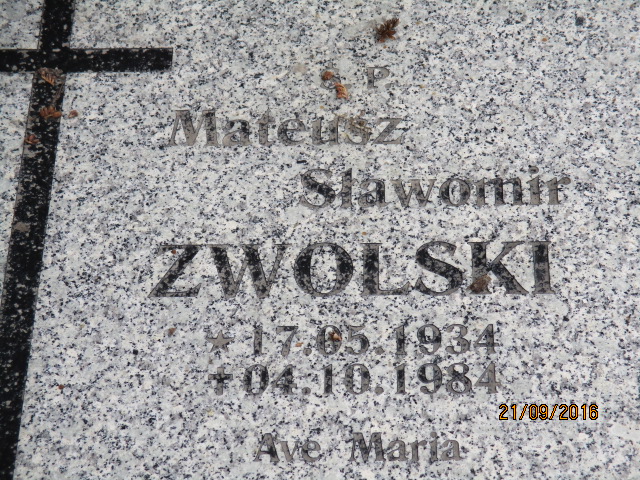 Ś P
Mateusz
Sławomir
ZWOLSKI
★ 17.05.1934
✝ 04.10.1984
Ave Maria
21/09/2016